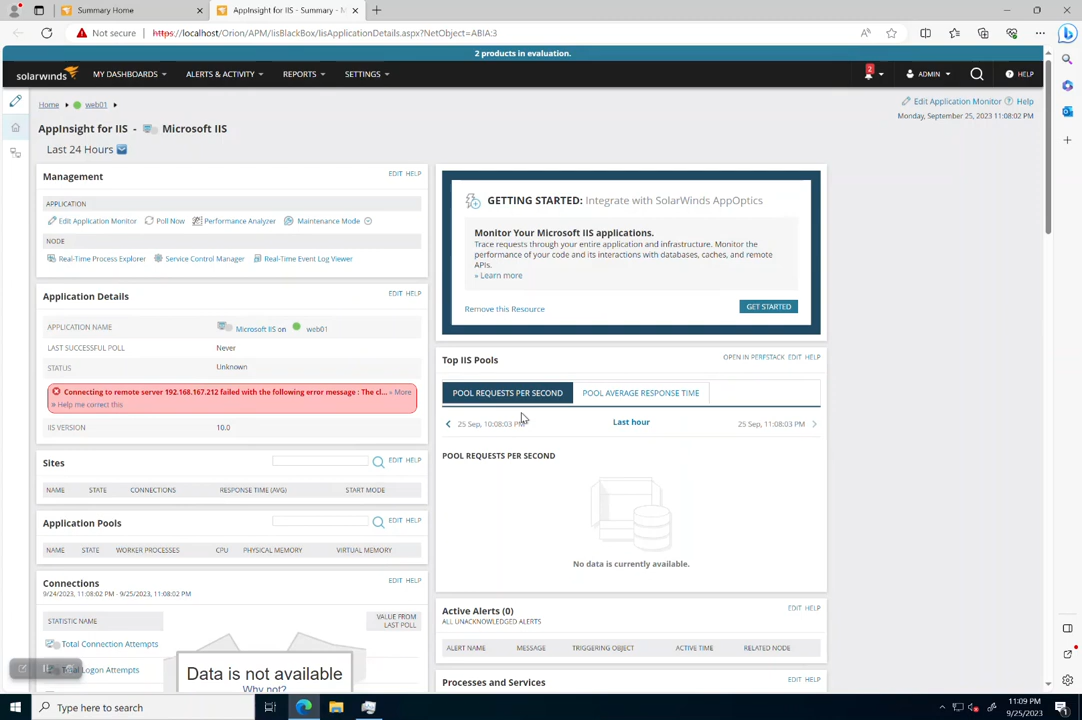 Summary Home
AppInsight for IIS - Summary - M
Not secure
https://localhost/Orion/APM/IisBlackBox/IisApplicationDetails.aspx?NetObject=ABIA:3
2 products in evaluation.
solarwinds
MY DASHBOARDS
ALERTS & ACTIVITY
REPORTS
SETTINGS
2
ADMIN
HELP
Home
web01
Edit Application Monitor
Help
Monday, September 25, 2023 11:08:02 PM
AppInsight for IIS - Microsoft IIS
Last 24 Hours
Management
EDIT HELP
APPLICATION
Edit Application Monitor
Poll Now
Performance Analyzer
Maintenance Mode
NODE
Real-Time Process Explorer
Service Control Manager
Real-Time Event Log Viewer
Application Details
EDIT HELP
APPLICATION NAME
Microsoft IIS on web01
LAST SUCCESSFUL POLL
Never
STATUS
Unknown
Connecting to remote server 192.168.167.212 failed with the following error message : The cl... » More
» Help me correct this
IIS VERSION
10.0
Sites
EDIT HELP
NAME STATE CONNECTIONS RESPONSE TIME (AVG) START MODE
Application Pools
EDIT HELP
NAME STATE WORKER PROCESSES CPU PHYSICAL MEMORY VIRTUAL MEMORY
Connections
EDIT HELP
9/24/2023, 11:08:02 PM - 9/25/2023, 11:08:02 PM
STATISTIC NAME
VALUE FROM
LAST POLL
Total Connection Attempts
Logon Attempts
Data is not available
Why not?
GETTING STARTED: Integrate with SolarWinds AppOptics
Monitor Your Microsoft IIS applications.
Trace requests through your entire application and infrastructure. Monitor the
performance of your code and its interactions with databases, caches, and remote
APIs.
» Learn more
Remove this Resource
GET STARTED
Top IIS Pools
OPEN IN PERFSTACK EDIT HELP
POOL REQUESTS PER SECOND
POOL AVERAGE RESPONSE TIME
25 Sep, 10:08:03 PM
Last hour
25 Sep, 11:08:03 PM
POOL REQUESTS PER SECOND
No data is currently available.
Active Alerts (0)
EDIT HELP
ALL UNACKNOWLEDGED ALERTS
ALERT NAME MESSAGE TRIGGERING OBJECT ACTIVE TIME RELATED NODE
Processes and Services
EDIT HELP
Type here to search
11:09 PM
9/25/2023
1